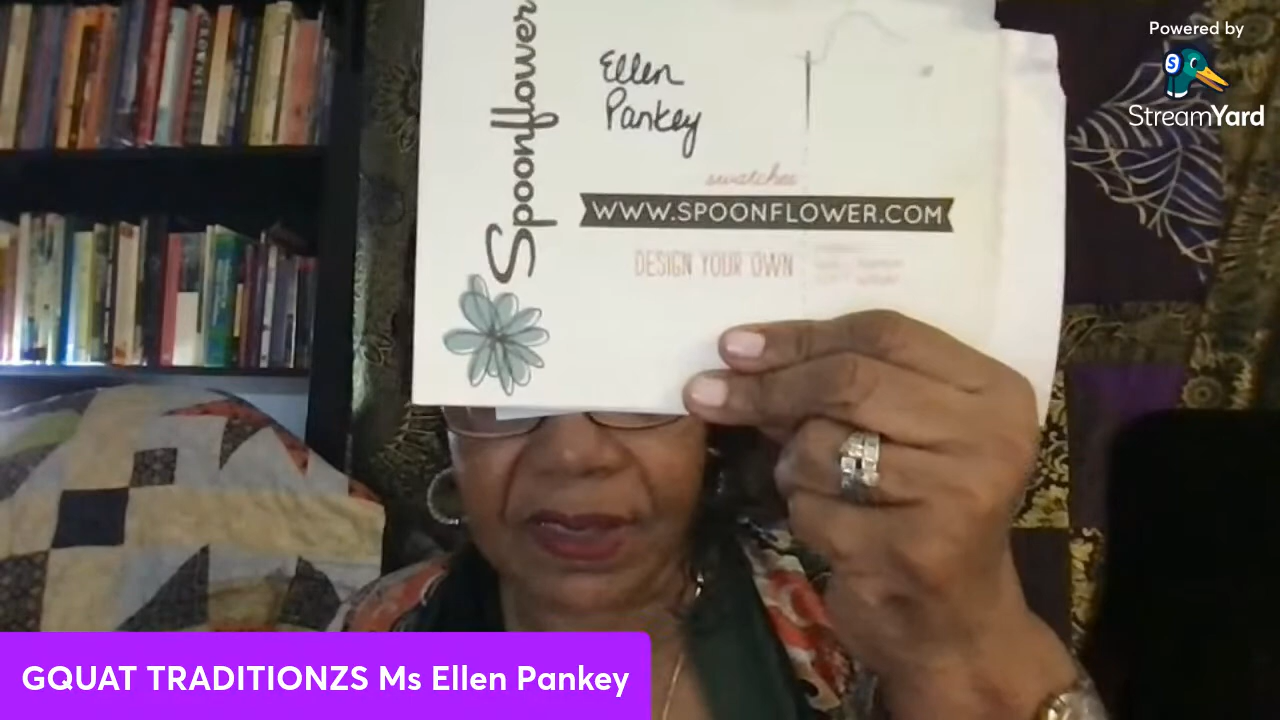 Powered by
StreamYard
Spoonflower
Ellen
Pankey
swatches
WWW.SPOONFLOWER.COM
DESIGN YOUR OWN
GQUAT TRADITIONZS Ms Ellen Pankey